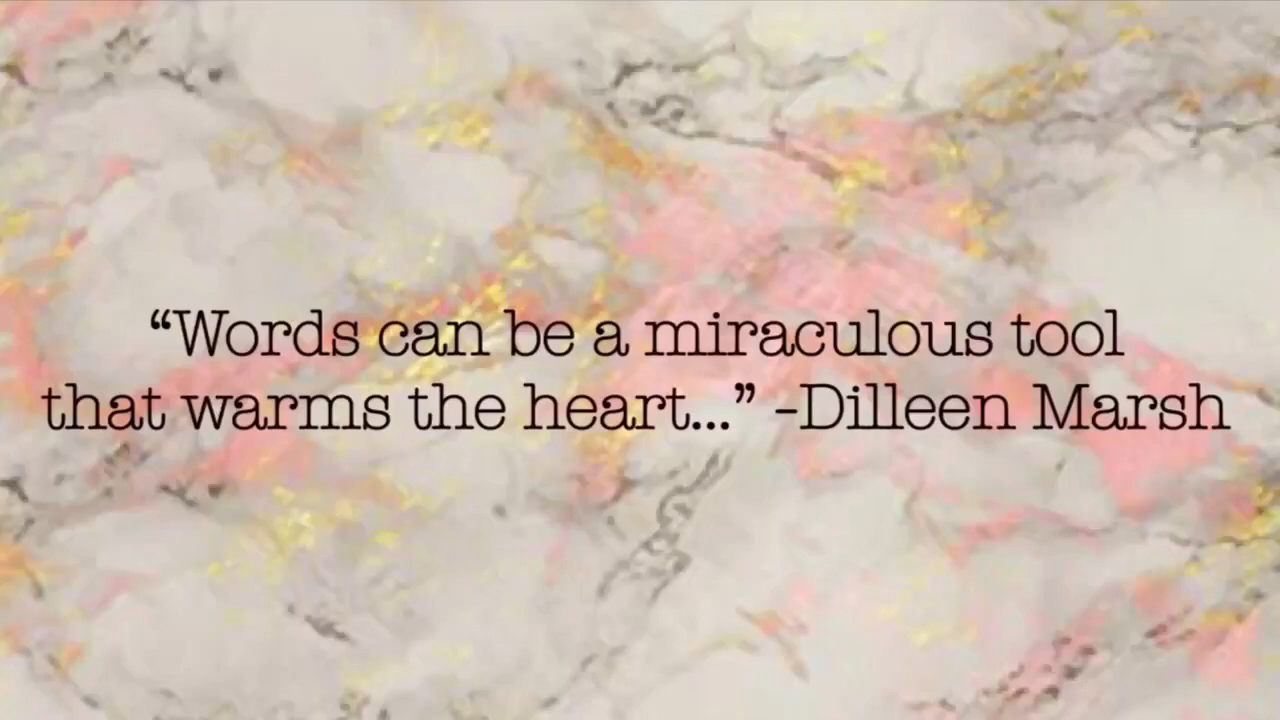 “Words can be a miraculous tool
that warms the heart...” -Dilleen Marsh